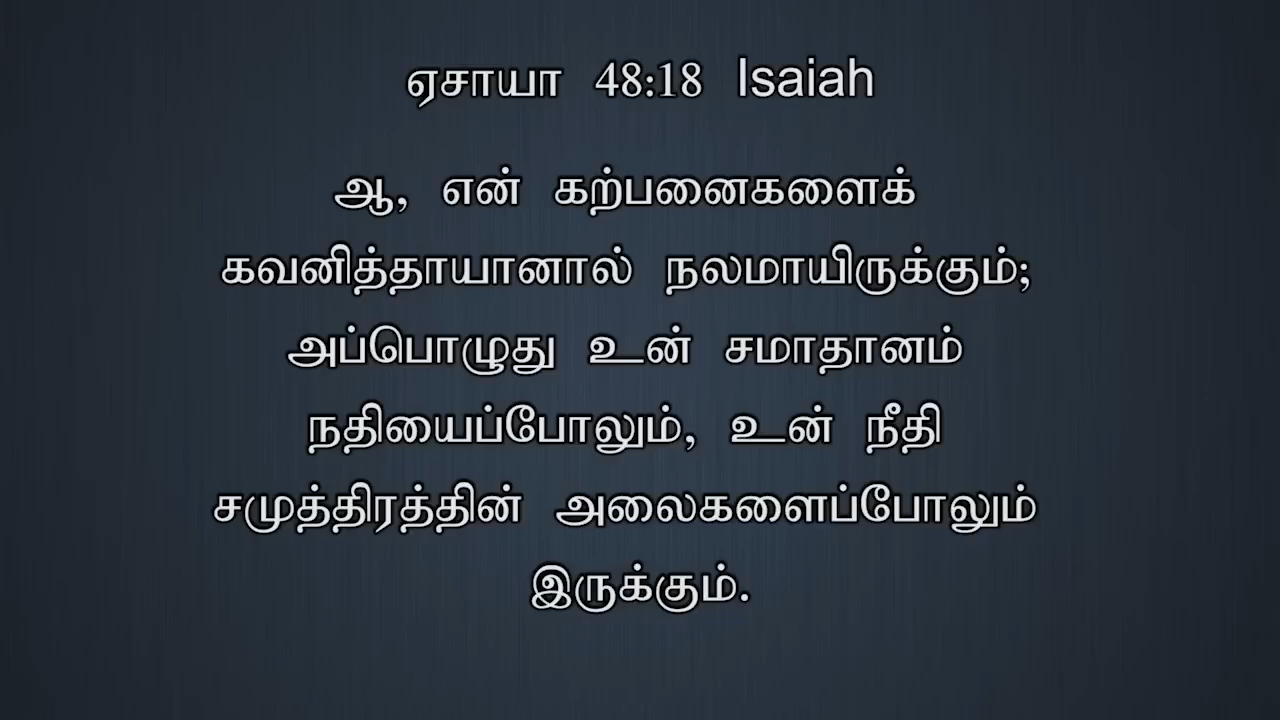 ஏசாயா 48:18 Isaiah
ஆ, என் கற்பனைகளைக்
கவனித்தாயானால் நலமாயிருக்கும்;
அப்பொழுது உன் சமாதானம்
நதியைப்போலும், உன் நீதி
சமுத்திரத்தின் அலைகளைப்போலும்
இருக்கும்.